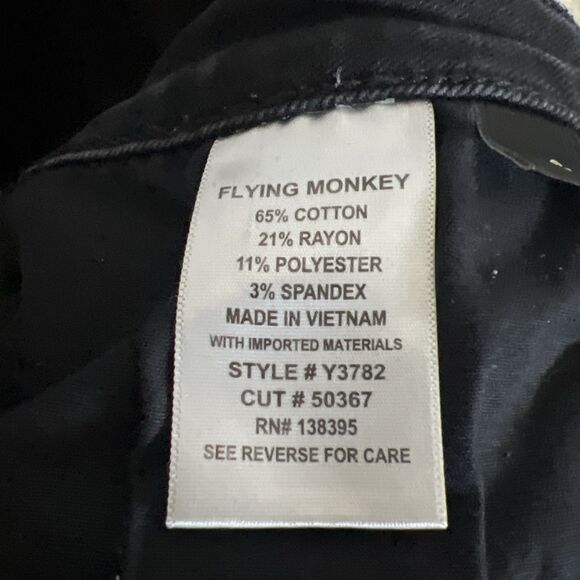 FLYING MONKEY
65% COTTON
21% RAYON
11% POLYESTER
3% SPANDEX
MADE IN VIETNAM
WITH IMPORTED MATERIALS
STYLE # Y3782
CUT # 50367
RN# 138395
SEE REVERSE FOR CARE